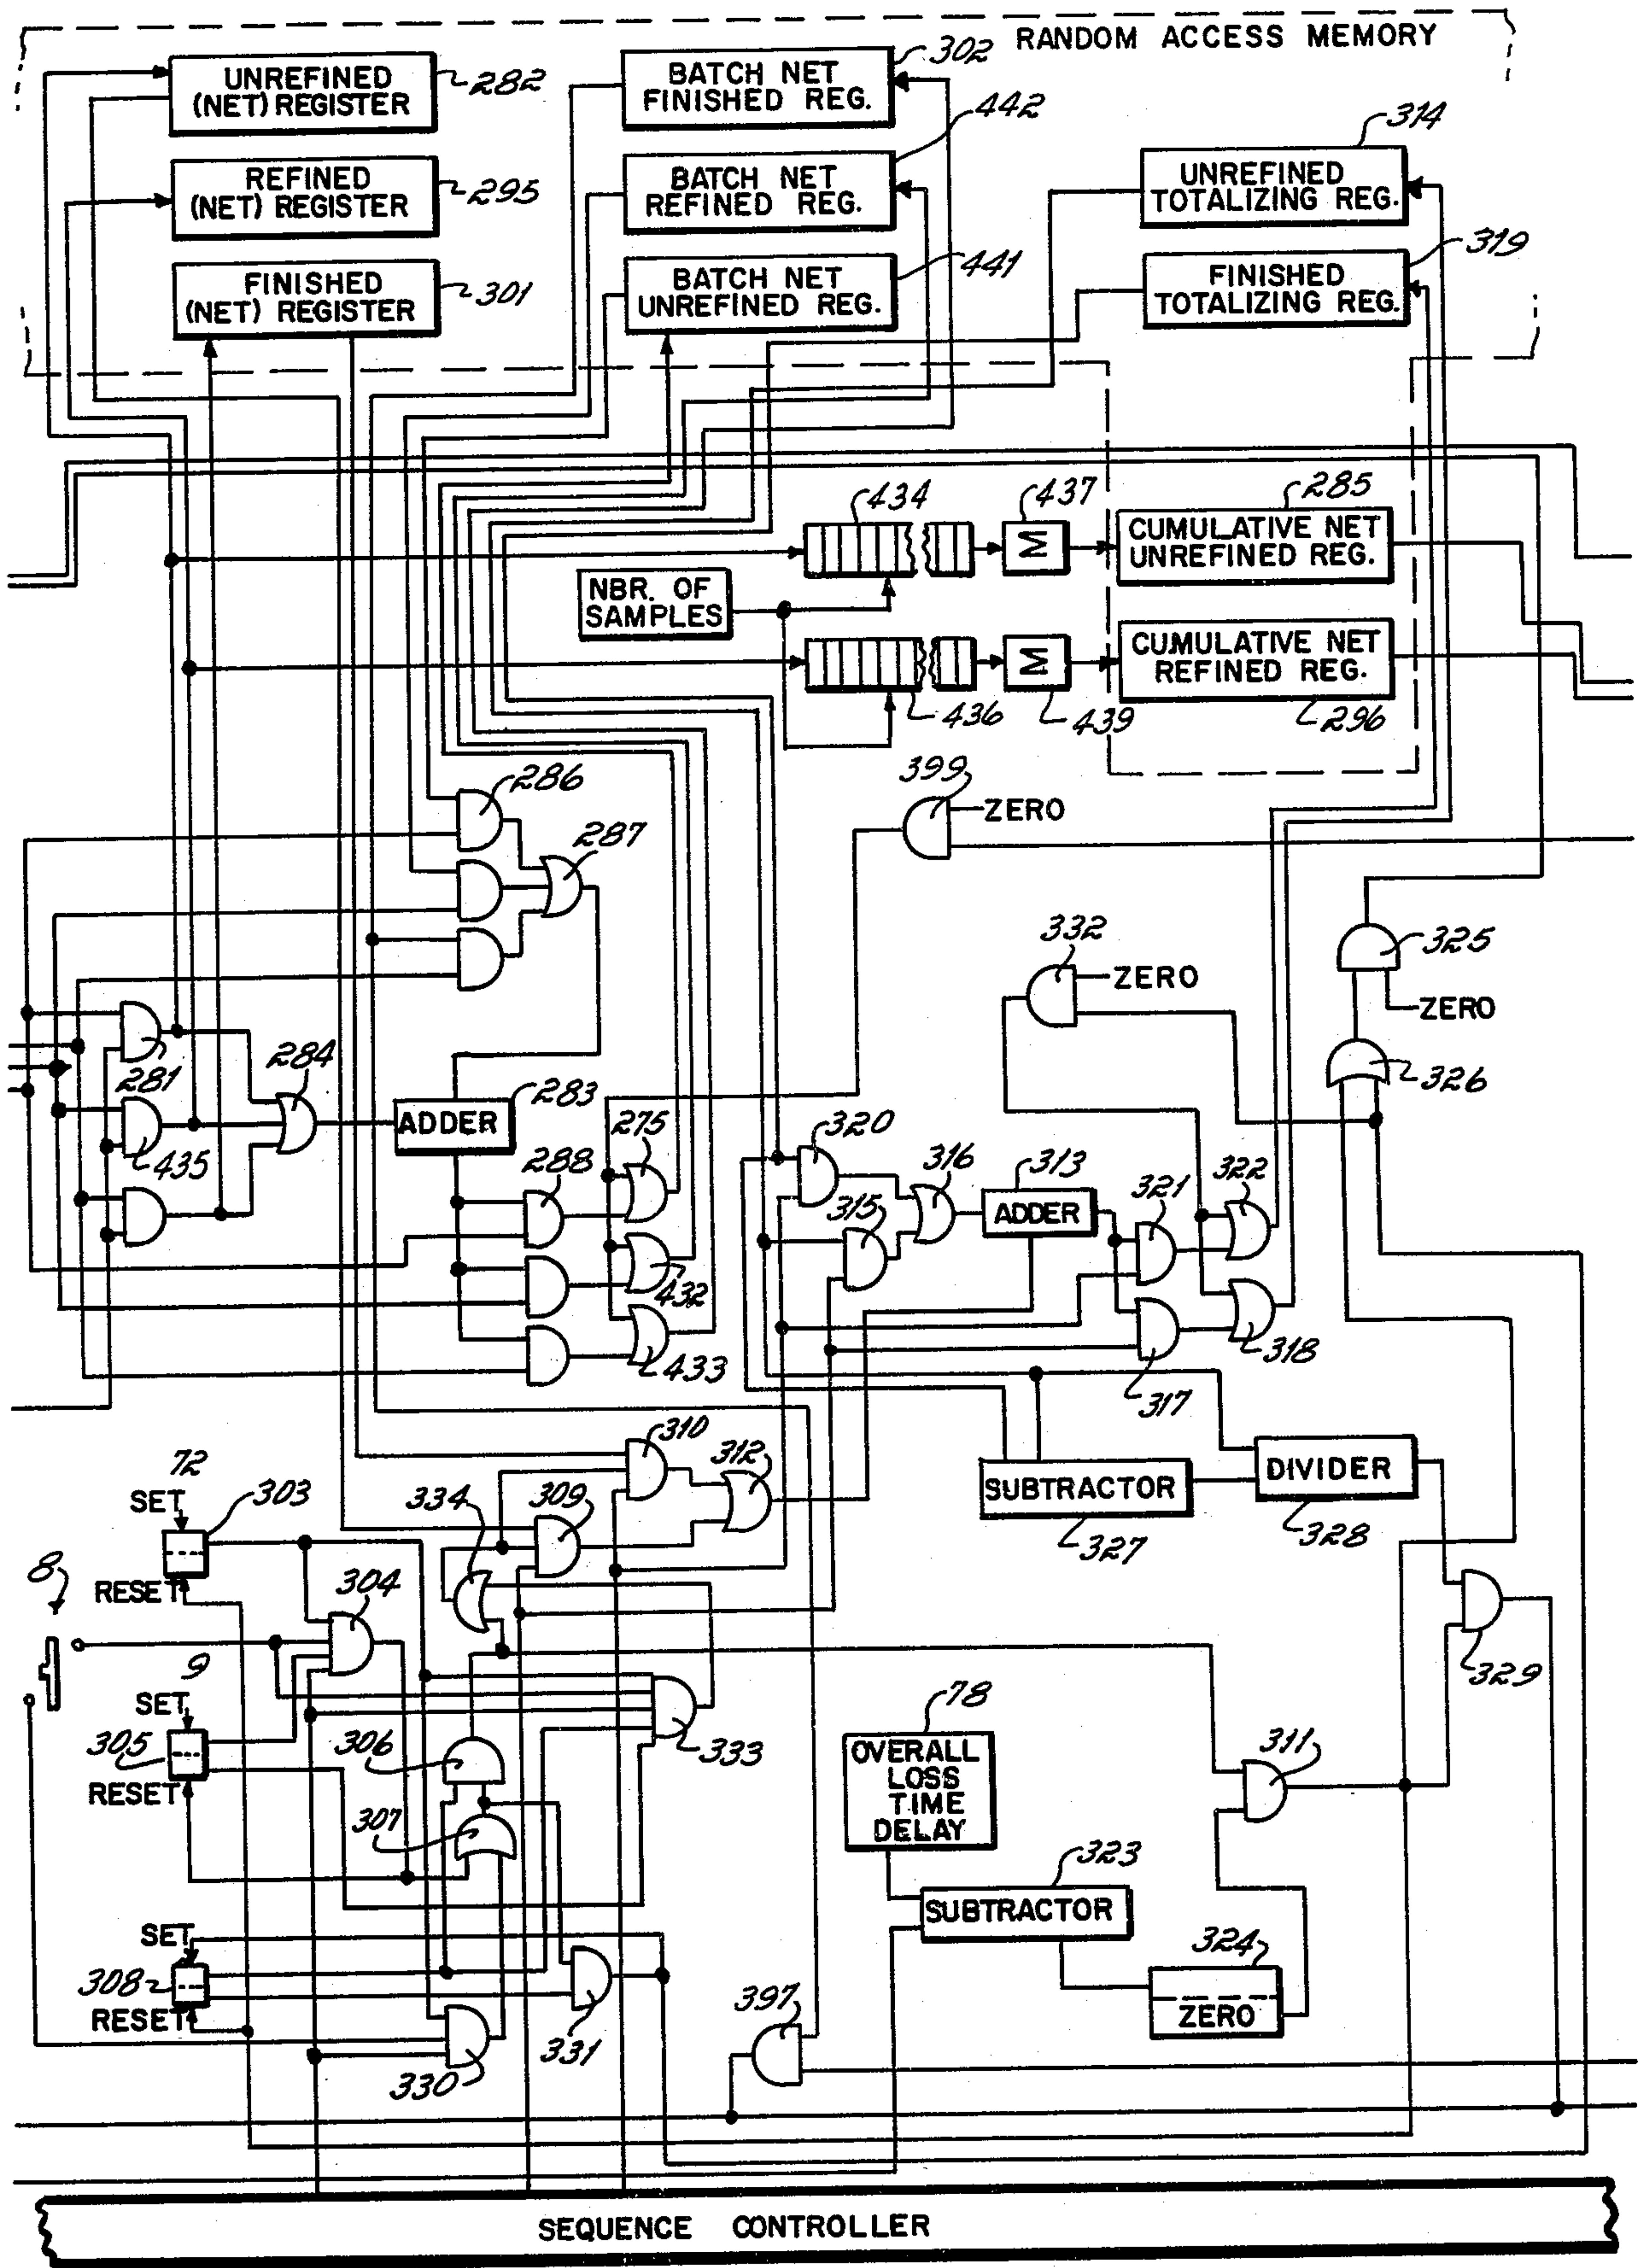 RANDOM ACCESS MEMORY
UNREFINED
(NET) REGISTER
282
BATCH NET
FINISHED REG.
302
REFINED
(NET) REGISTER
295
BATCH NET
REFINED REG.
442
UNREFINED
TOTALIZING REG.
314
FINISHED
(NET) REGISTER
301
BATCH NET
UNREFINED REG.
441
FINISHED
TOTALIZING REG.
319
434
M
437
CUMULATIVE NET
UNREFINED REG.
285
NBR. OF
SAMPLES
436
M
439
CUMULATIVE NET
REFINED REG.
296
286
287
399
ZERO
332
ZERO
325
ZERO
326
281
284
435
ADDER
283
275
288
432
433
320
315
316
313
ADDER
321
322
317
318
310
312
SUBTRACTOR
327
DIVIDER
328
72
SET
303
RESET
334
309
8
304
9
SET
305
RESET
306
307
333
329
78
OVERALL
LOSS
TIME
DELAY
311
323
SUBTRACTOR
324
ZERO
SET
308
RESET
330
331
397
SEQUENCE CONTROLLER